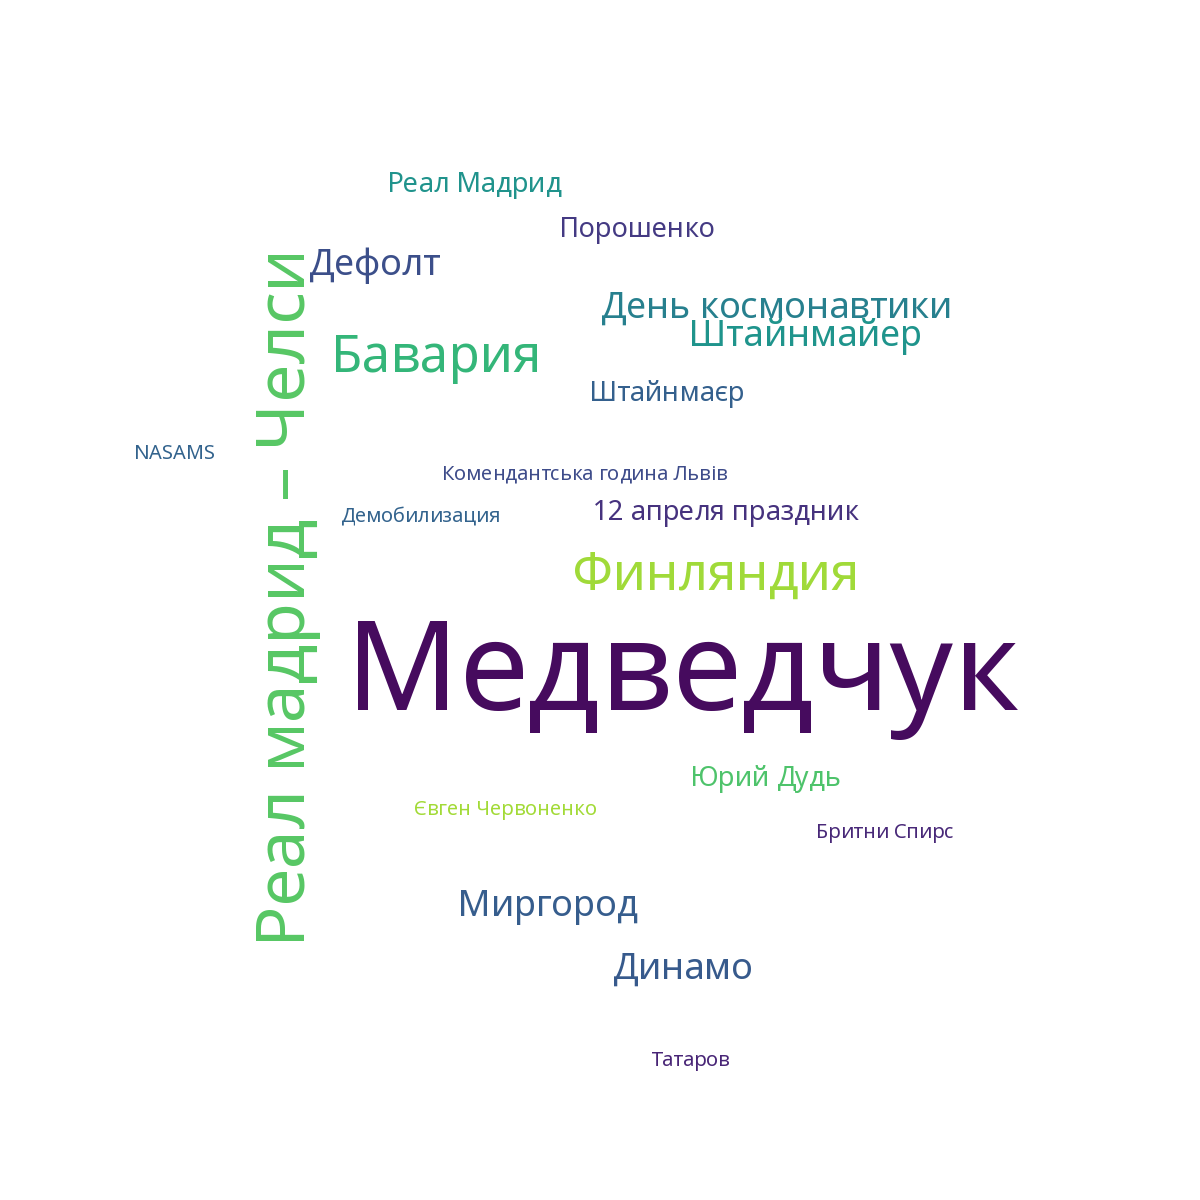 Реал Мадрид
Порошенко
Дефолт
День космонавтики
Штайнмайер
Бавария
Штайнмаєр
Реал мадрид – Челси
NASAMS
Комендантська година Львів
Демобилизация
12 апреля праздник
Финляндия
Медведчук
Юрий Дудь
Євген Червоненко
Бритни Спирс
Миргород
Динамо
Татаров